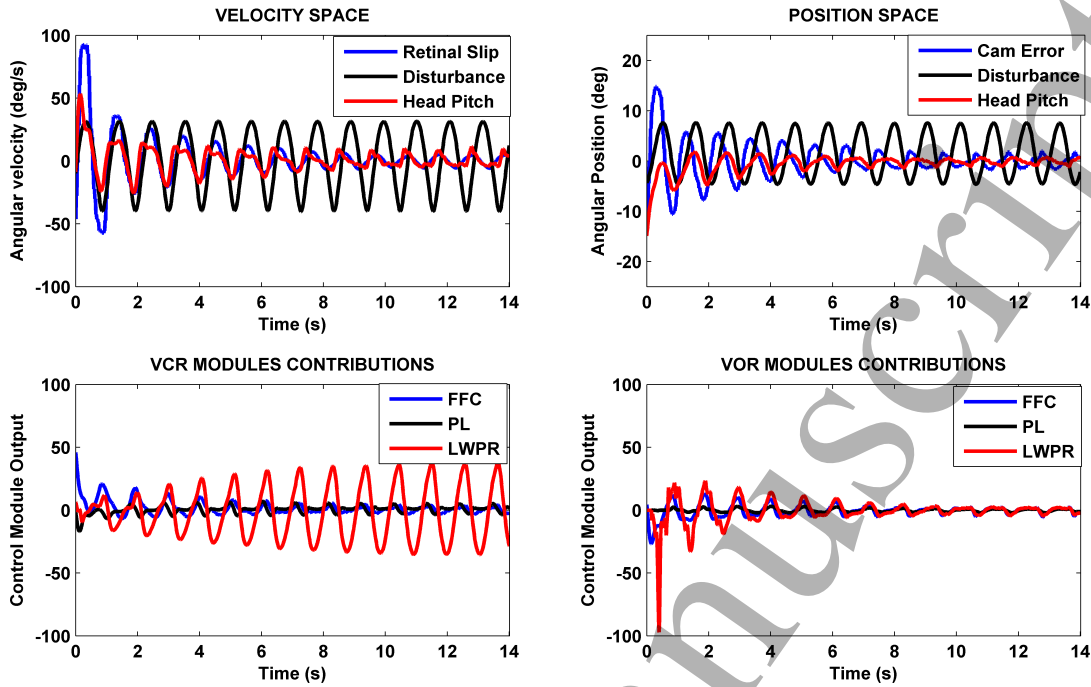 VELOCITY SPACE
Angular velocity (deg/s)
100
50
0
-50
-100
Retinal Slip
Disturbance
Head Pitch
0 2 4 6 8 10 12 14
Time (s)
POSITION SPACE
Angular Position (deg)
20
10
0
-10
-20
Cam Error
Disturbance
Head Pitch
0 2 4 6 8 10 12 14
Time (s)
VCR MODULES CONTRIBUTIONS
Control Module Output
100
50
0
-50
-100
FFC
PL
LWPR
0 2 4 6 8 10 12 14
Time (s)
VOR MODULES CONTRIBUTIONS
Control Module Output
100
50
0
-50
-100
FFC
PL
LWPR
0 2 4 6 8 10 12 14
Time (s)